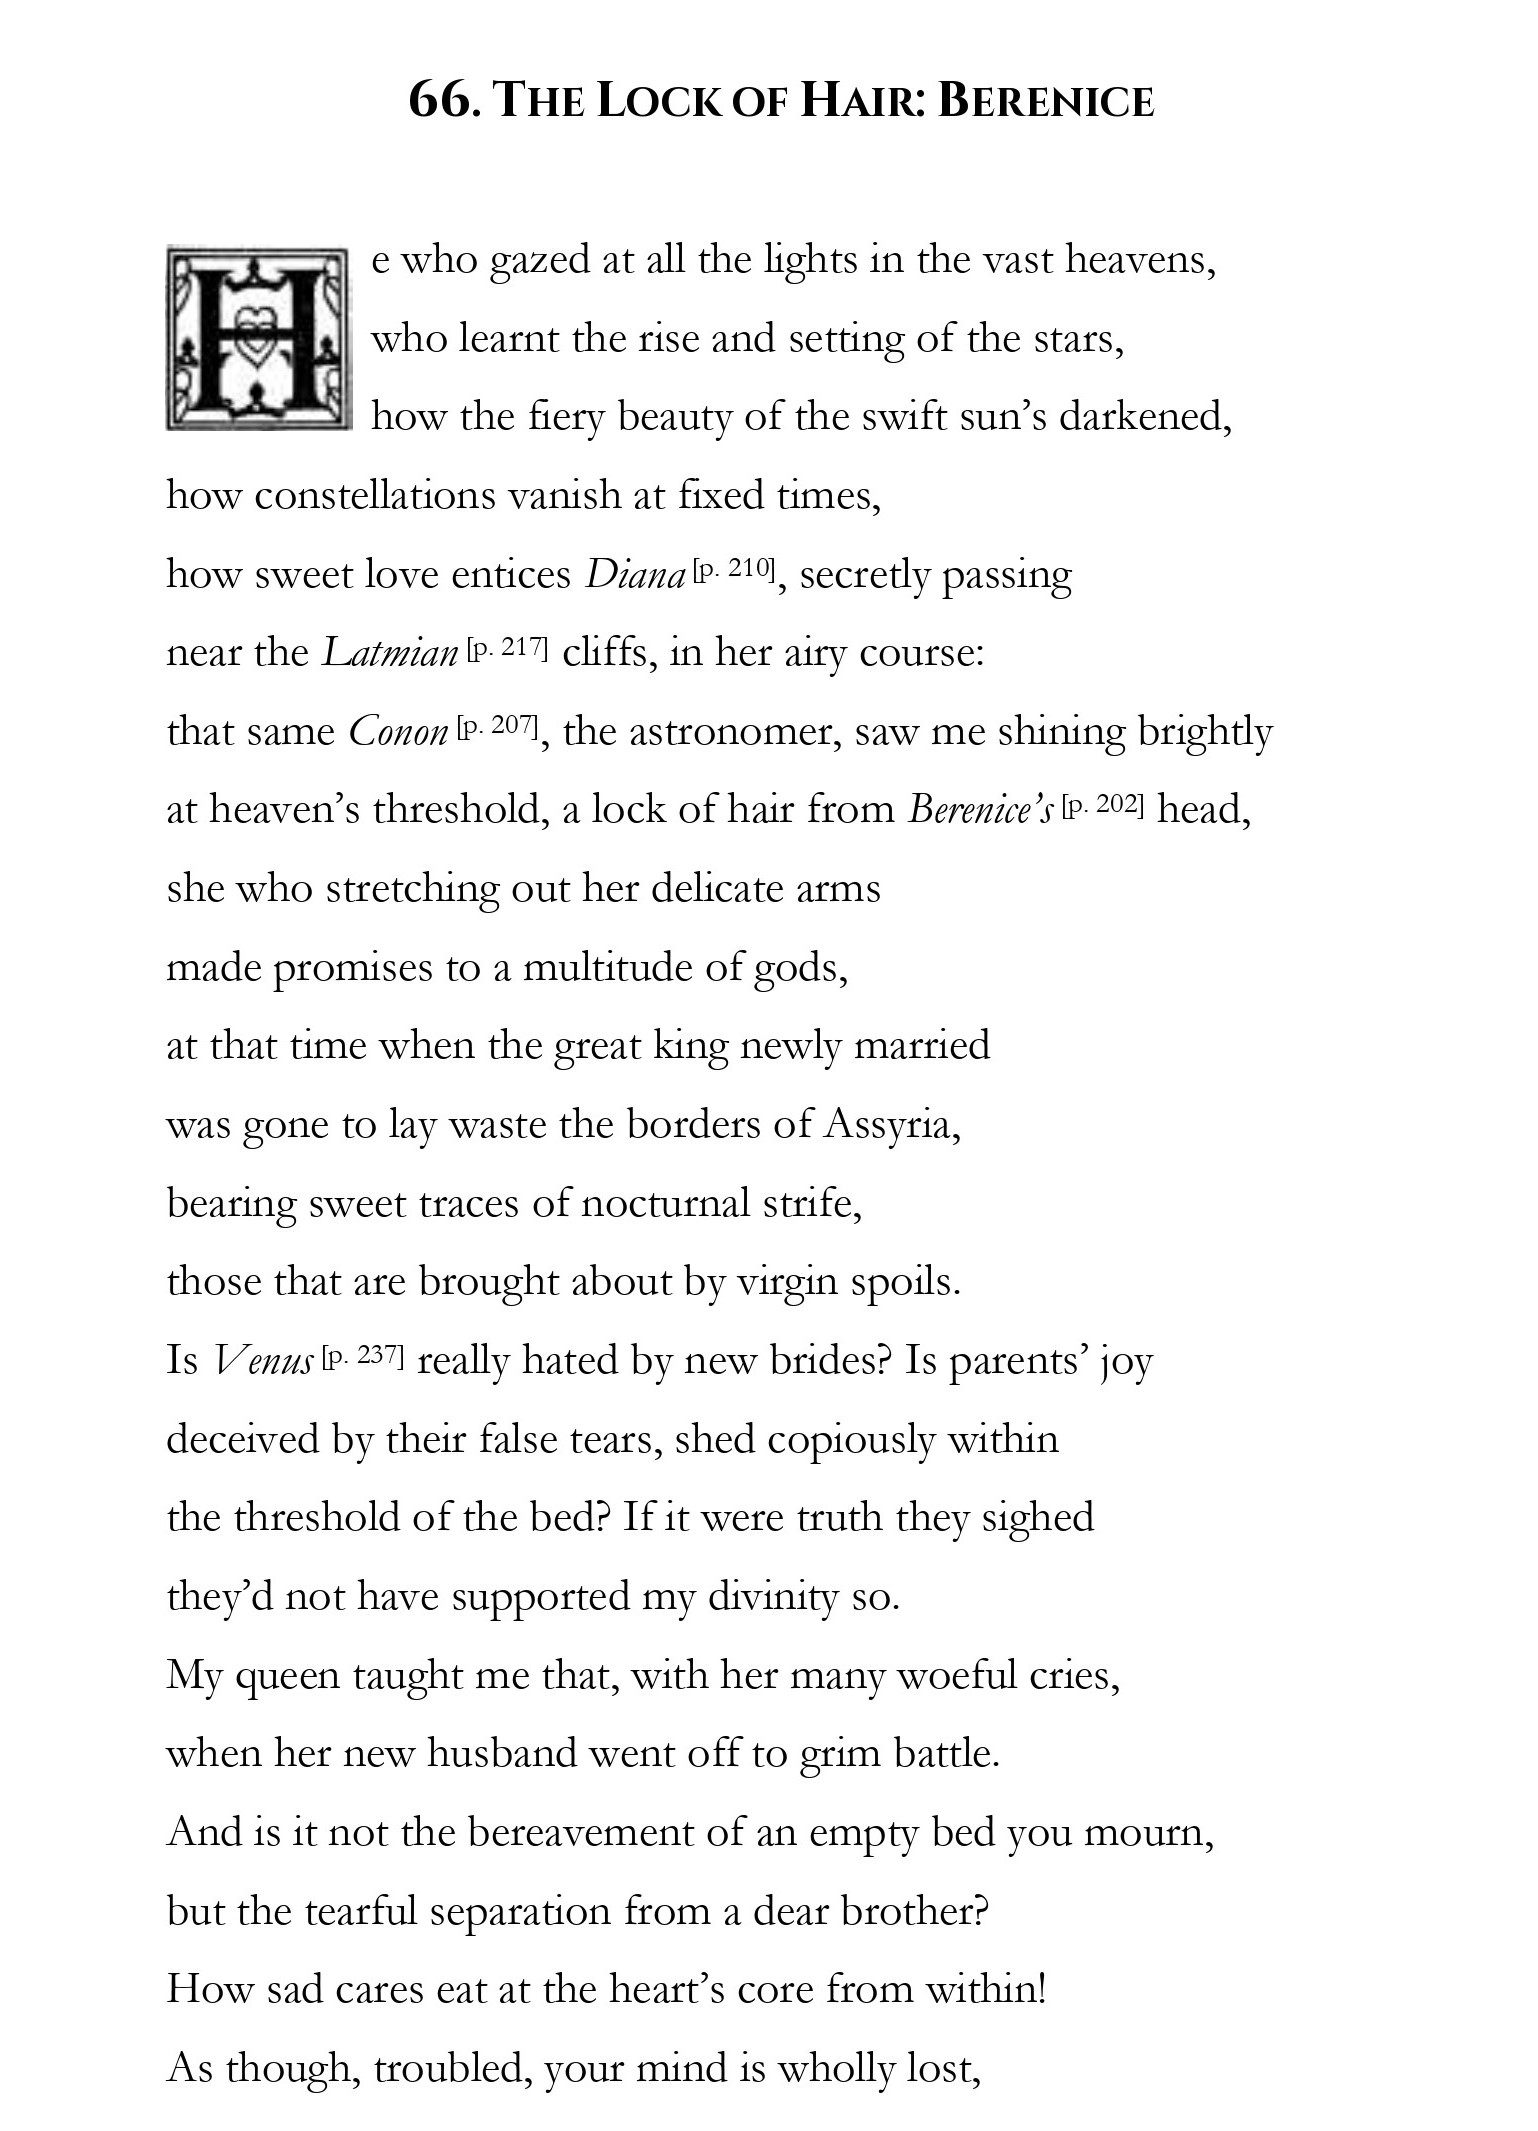 66. The Lock of Hair: Berenice
He who gazed at all the lights in the vast heavens,
who learnt the rise and setting of the stars,
how the fiery beauty of the swift sun’s darkened,
how constellations vanish at fixed times,
how sweet love entices Diana [p. 210], secretly passing
near the Latmian [p. 217] cliffs, in her airy course:
that same Conon [p. 207], the astronomer, saw me shining brightly
at heaven’s threshold, a lock of hair from Berenice’s [p. 202] head,
she who stretching out her delicate arms
made promises to a multitude of gods,
at that time when the great king newly married
was gone to lay waste the borders of Assyria,
bearing sweet traces of nocturnal strife,
those that are brought about by virgin spoils.
Is Venus [p. 237] really hated by new brides? Is parents’ joy
deceived by their false tears, shed copiously within
the threshold of the bed? If it were truth they sighed
they’d not have supported my divinity so.
My queen taught me that, with her many woeful cries,
when her new husband went off to grim battle.
And is it not the bereavement of an empty bed you mourn,
but the tearful separation from a dear brother?
How sad cares eat at the heart’s core from within!
As though, troubled, your mind is wholly lost,